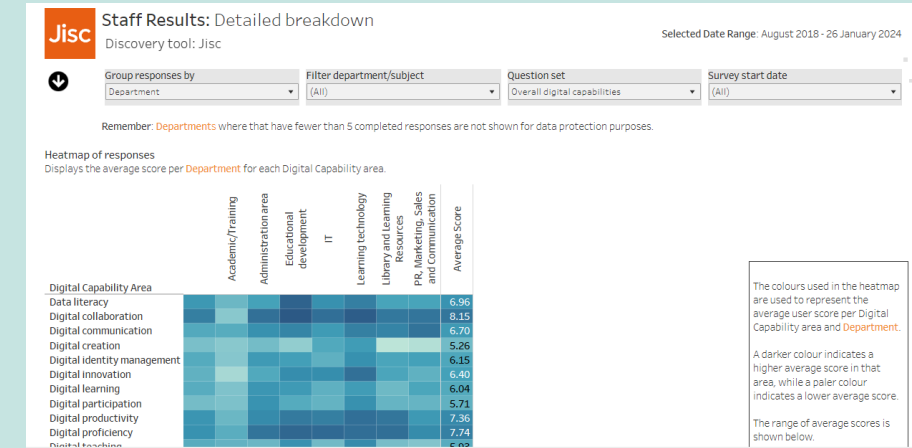 Jisc
Staff Results: Detailed breakdown
Discovery tool: Jisc
Selected Date Range: August 2018 - 26 January 2024
Group responses by
Department
Filter department/subject
(All)
Question set
Overall digital capabilities
Survey start date
(All)
Remember: Departments where that have fewer than 5 completed responses are not shown for data protection purposes.
Heatmap of responses
Displays the average score per Department for each Digital Capability area.
Digital Capability Area
Academic/Training
Administration area
Educational
development
IT
Learning technology
Library and Learning
Resources
PR, Marketing, Sales
and Communication
Average Score
Data literacy 6.96
Digital collaboration 8.15
Digital communication 6.70
Digital creation 5.26
Digital identity management 6.15
Digital innovation 6.40
Digital learning 6.04
Digital participation 5.71
Digital productivity 7.36
Digital proficiency 7.74
Digital teaching 5.93
The colours used in the heatmap
are used to represent the
average user score per Digital
Capability area and Department.
A darker colour indicates a
higher average score in that
area, while a paler colour
indicates a lower average score.
The range of average scores is
shown below.